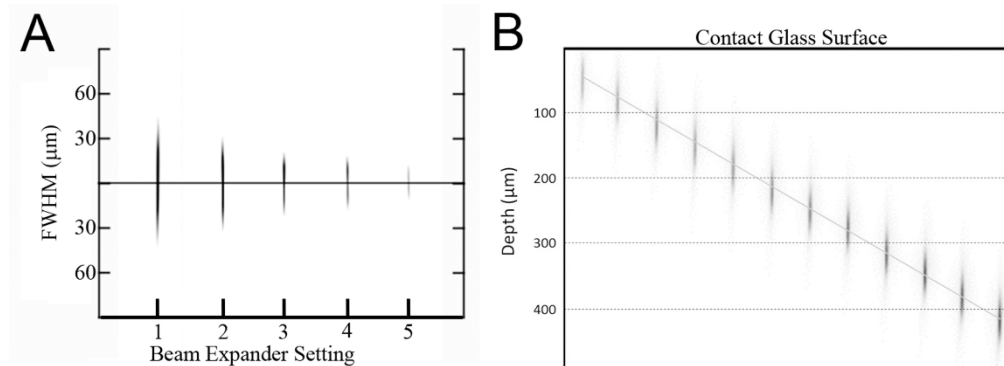 A
FWHM (μm)
60
30
30
60
1 2 3 4 5
Beam Expander Setting
B
Contact Glass Surface
Depth (μm)
100
200
300
400